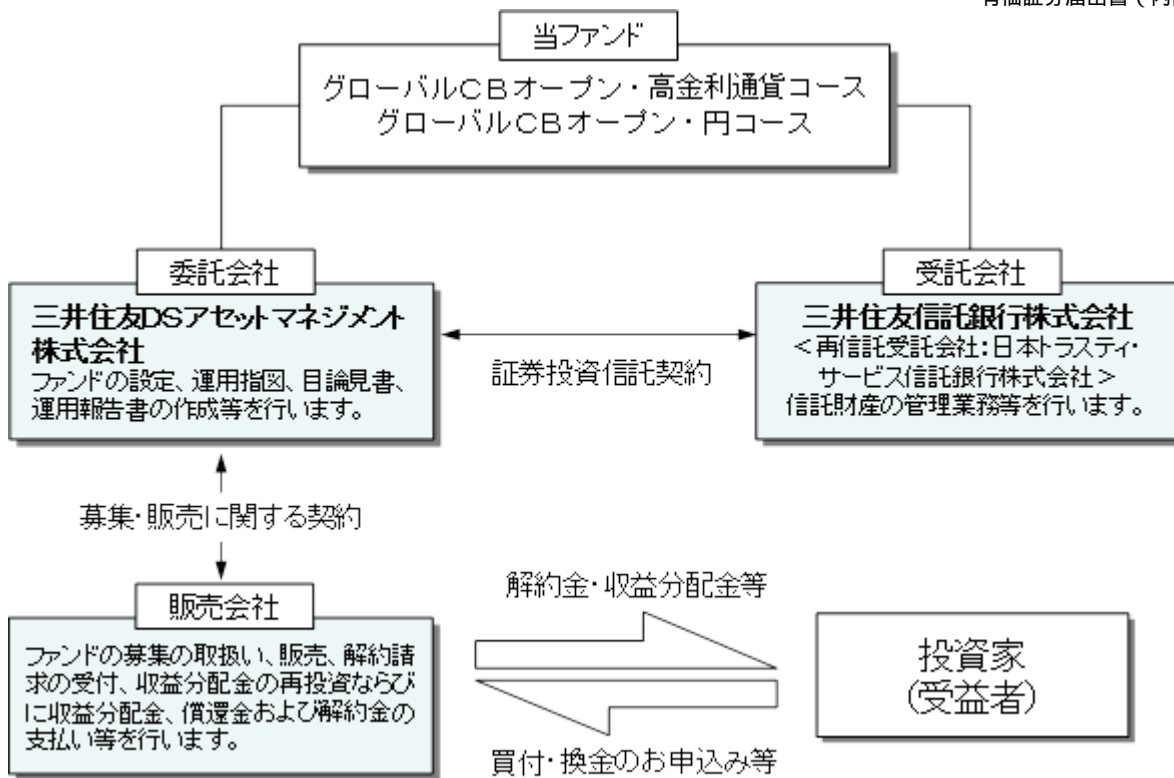 有価証券届出書（内
当ファンド
グローバルＣＢオープン・高金利通貨コース
グローバルＣＢオープン・円コース
委託会社
三井住友DSアセットマネジメント
株式会社
ファンドの設定、運用指図、目論見書、
運用報告書の作成等を行います。
証券投資信託契約
受託会社
三井住友信託銀行株式会社
＜再信託受託会社：日本トラスティ・
サービス信託銀行株式会社＞
信託財産の管理業務等を行います。
募集・販売に関する契約
販売会社
ファンドの募集の取扱い、販売、解約請
求の受付、収益分配金の再投資ならび
に収益分配金、償還金および解約金の
支払い等を行います。
解約金・収益分配金等
買付・換金のお申込み等
投資家
(受益者)